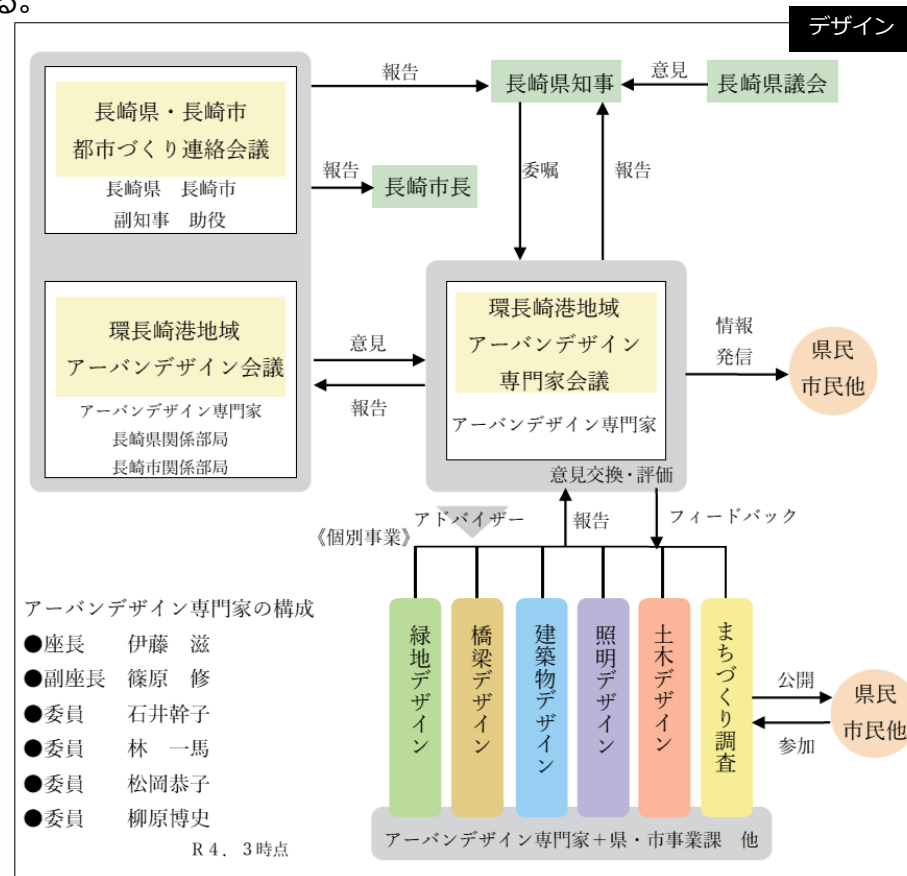 る。
デザイン
報告
長崎県知事
意見
長崎県議会
長崎県・長崎市
都市づくり連絡会議
長崎県　長崎市
副知事　助役
報告
長崎市長
委嘱
報告
環長崎港地域
アーバンデザイン会議
アーバンデザイン専門家
長崎県関係部局
長崎市関係部局
意見
報告
環長崎港地域
アーバンデザイン
専門家会議
アーバンデザイン専門家
情報
発信
県民
市民他
意見交換・評価
アドバイザー
報告
フィードバック
《個別事業》
緑地デザイン
橋梁デザイン
建築物デザイン
照明デザイン
土木デザイン
まちづくり調査
公開
参加
県民
市民他
アーバンデザイン専門家+県・市事業課　他
アーバンデザイン専門家の構成
●座長　伊藤　滋
●副座長　篠原　修
●委員　石井幹子
●委員　林　一馬
●委員　松岡恭子
●委員　柳原博史
R4．3時点